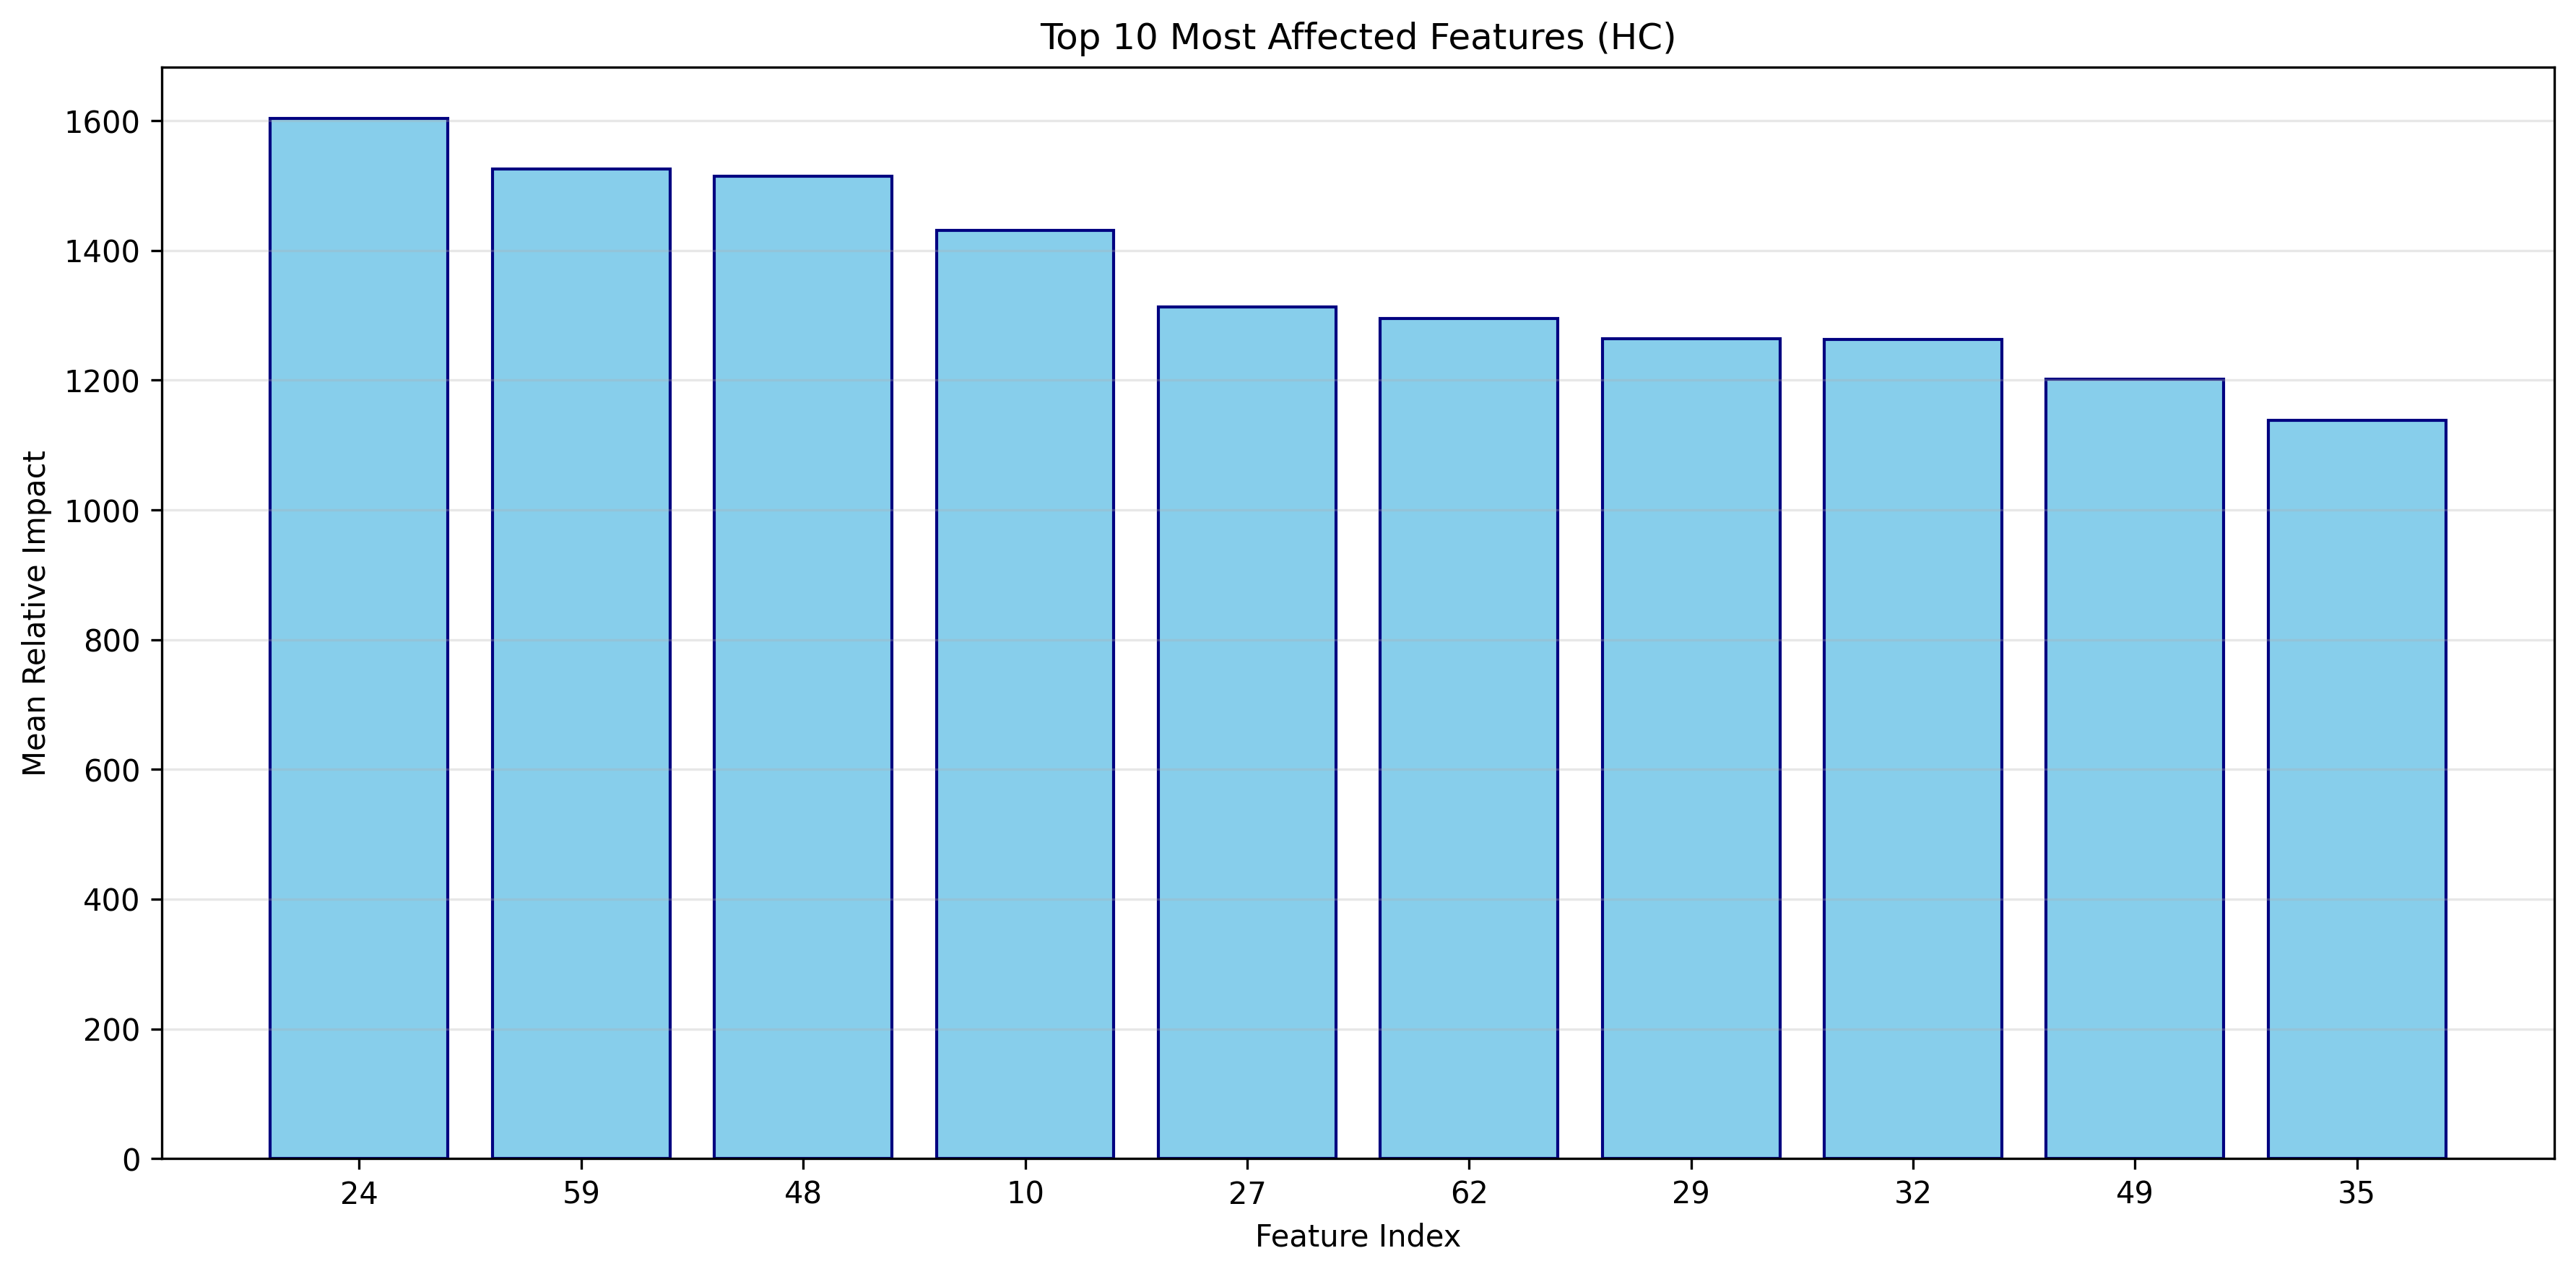 Top 10 Most Affected Features (HC)
Mean Relative Impact
1600
1400
1200
1000
800
600
400
200
0
24 59 48 10 27 62 29 32 49 35
Feature Index